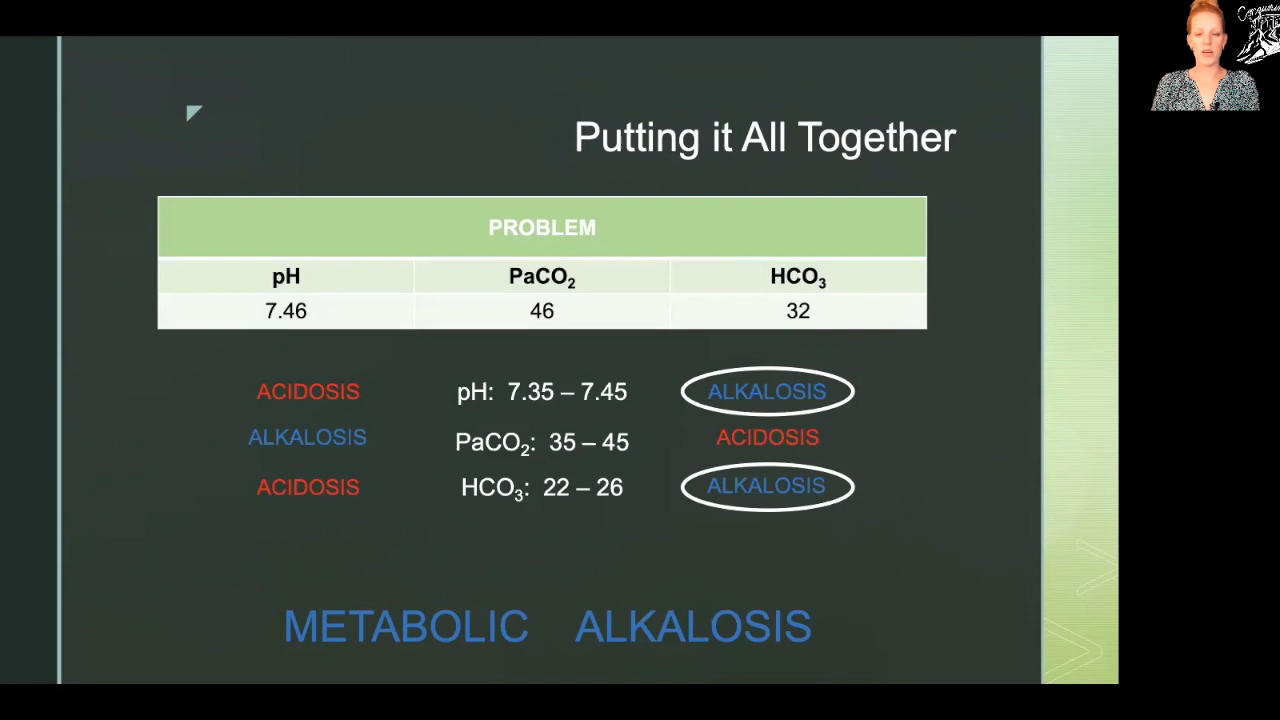 Putting it All Together
PROBLEM
pH PaCO₂ HCO₃
7.46 46 32
ACIDOSIS pH: 7.35 – 7.45 ALKALOSIS
ALKALOSIS PaCO₂: 35 – 45 ACIDOSIS
ACIDOSIS HCO₃: 22 – 26 ALKALOSIS
METABOLIC ALKALOSIS